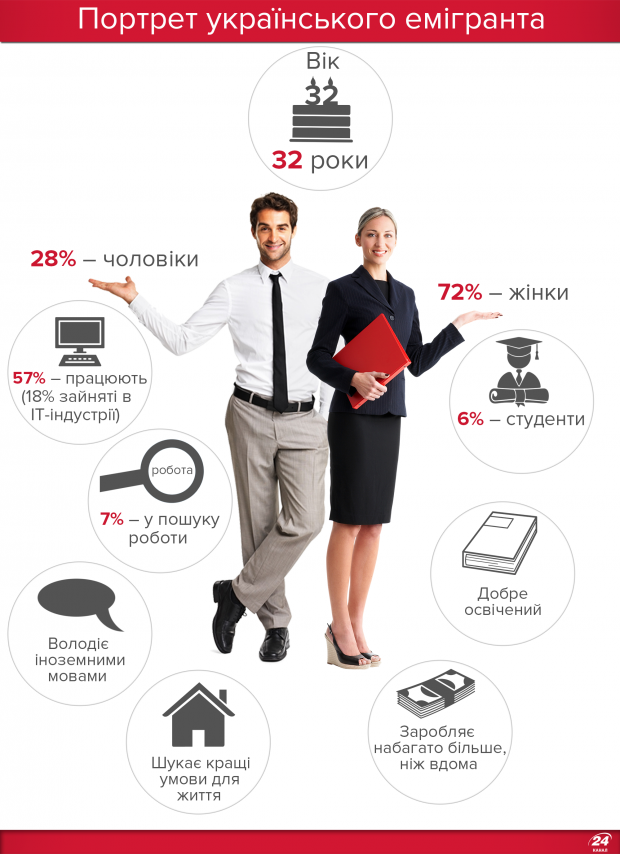 Портрет українського емігранта
Вік
32
32 роки
28% – чоловіки
72% – жінки
57% – працюють
(18% зайняті в
ІТ-індустрії)
6% – студенти
робота
7% – у пошуку
роботи
Добре
освічений
Володіє
іноземними
мовами
Заробляє
набагато більше,
ніж вдома
Шукає кращі
умови для
життя
24
КАНАЛ